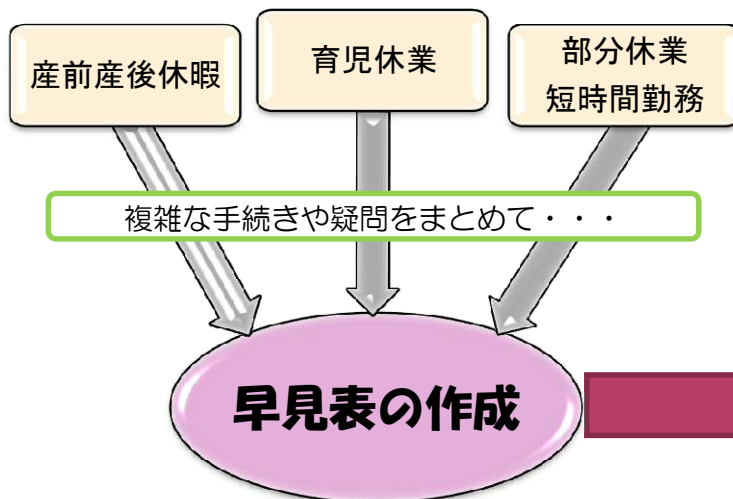 産前産後休暇
育児休業
部分休業
短時間勤務
複雑な手続きや疑問をまとめて・・・
早見表の作成